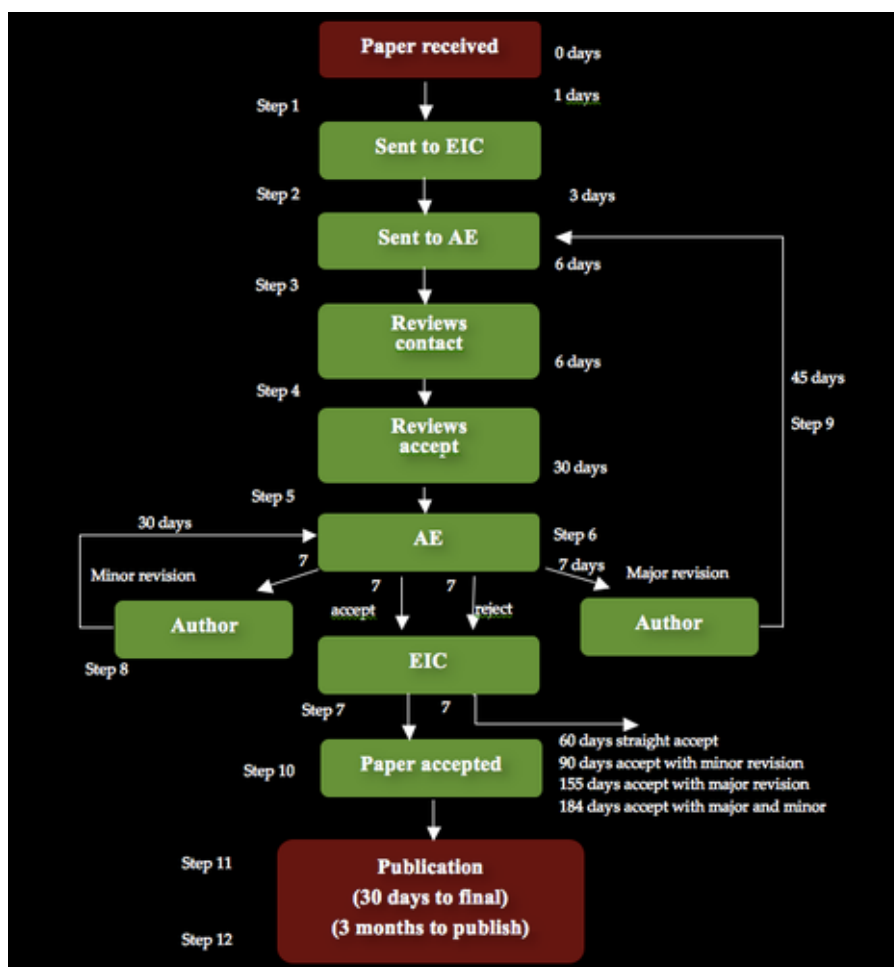 Paper received
0 days
1 days
Step 1
Sent to EIC
Step 2
3 days
Sent to AE
6 days
Step 3
Reviews
contact
6 days
45 days
Step 4
Reviews
accept
Step 9
30 days
Step 5
30 days
AE
Step 6
7
7 days
Minor revision
7
7
Major revision
accept
reject
Author
Author
EIC
Step 8
Step 7
7
60 days straight accept
90 days accept with minor revision
155 days accept with major revision
184 days accept with major and minor
Step 10
Paper accepted
Step 11
Publication
(30 days to final)
(3 months to publish)
Step 12